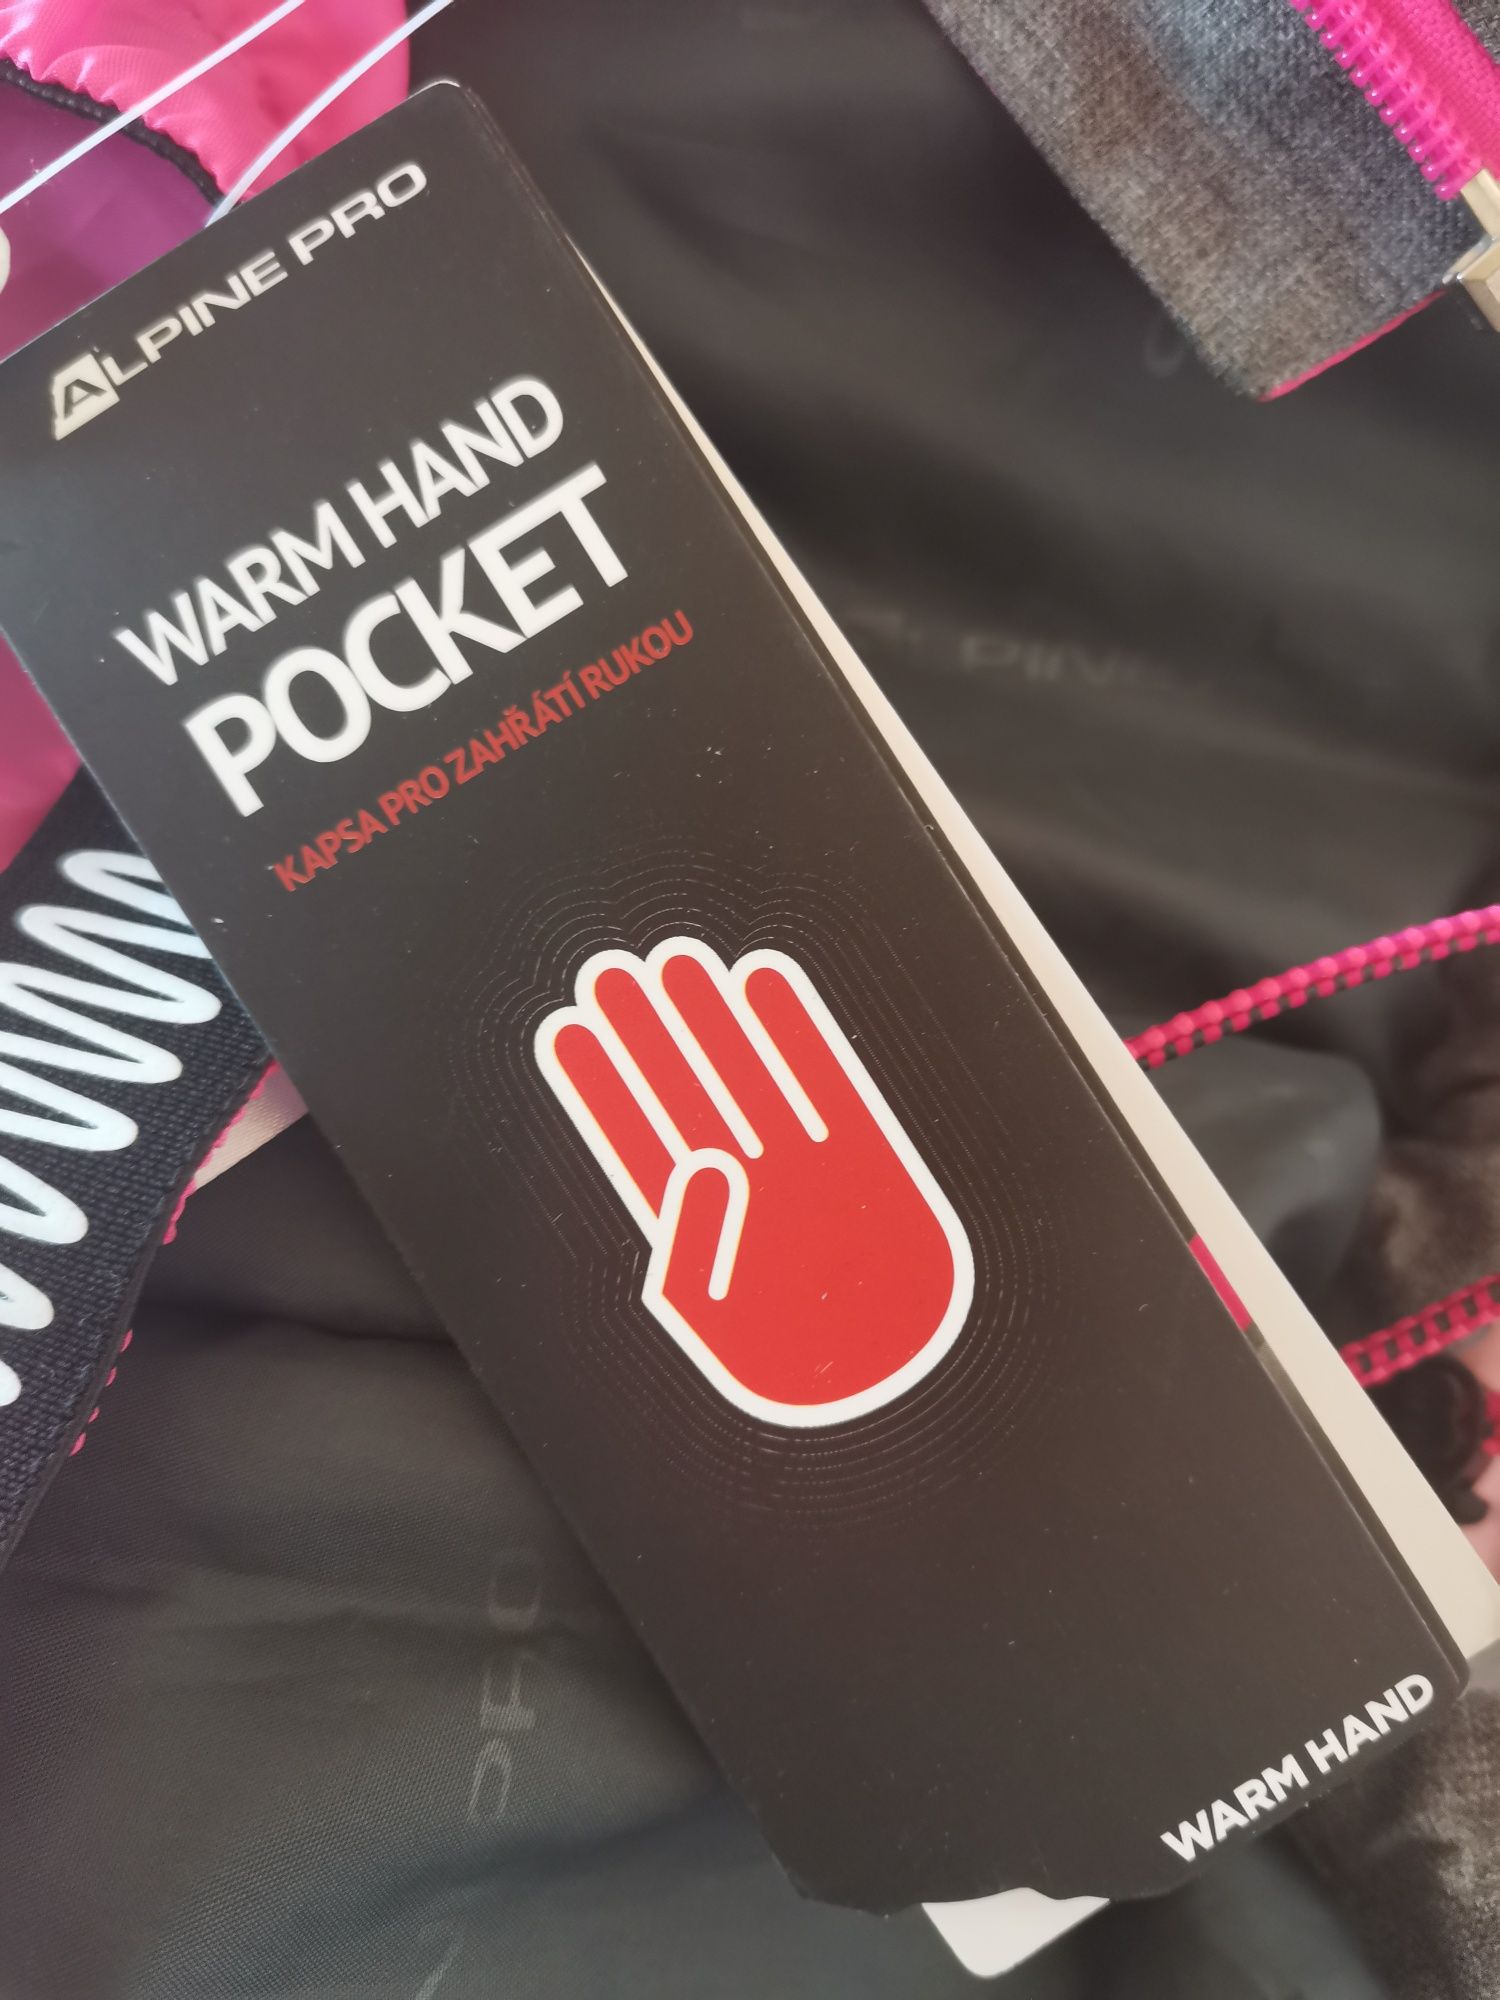 ALPINE PRO
WARM HAND
POCKET
KAPSA PRO ZAHŘÁTÍ RUKOU
WARM HAND